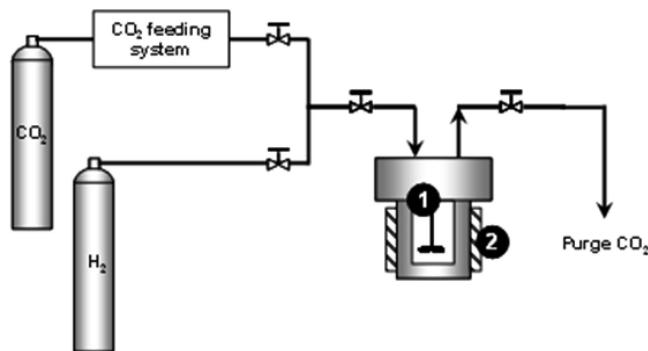 CO₂ feeding
system
CO₂
1
2
H₂
Purge CO₂